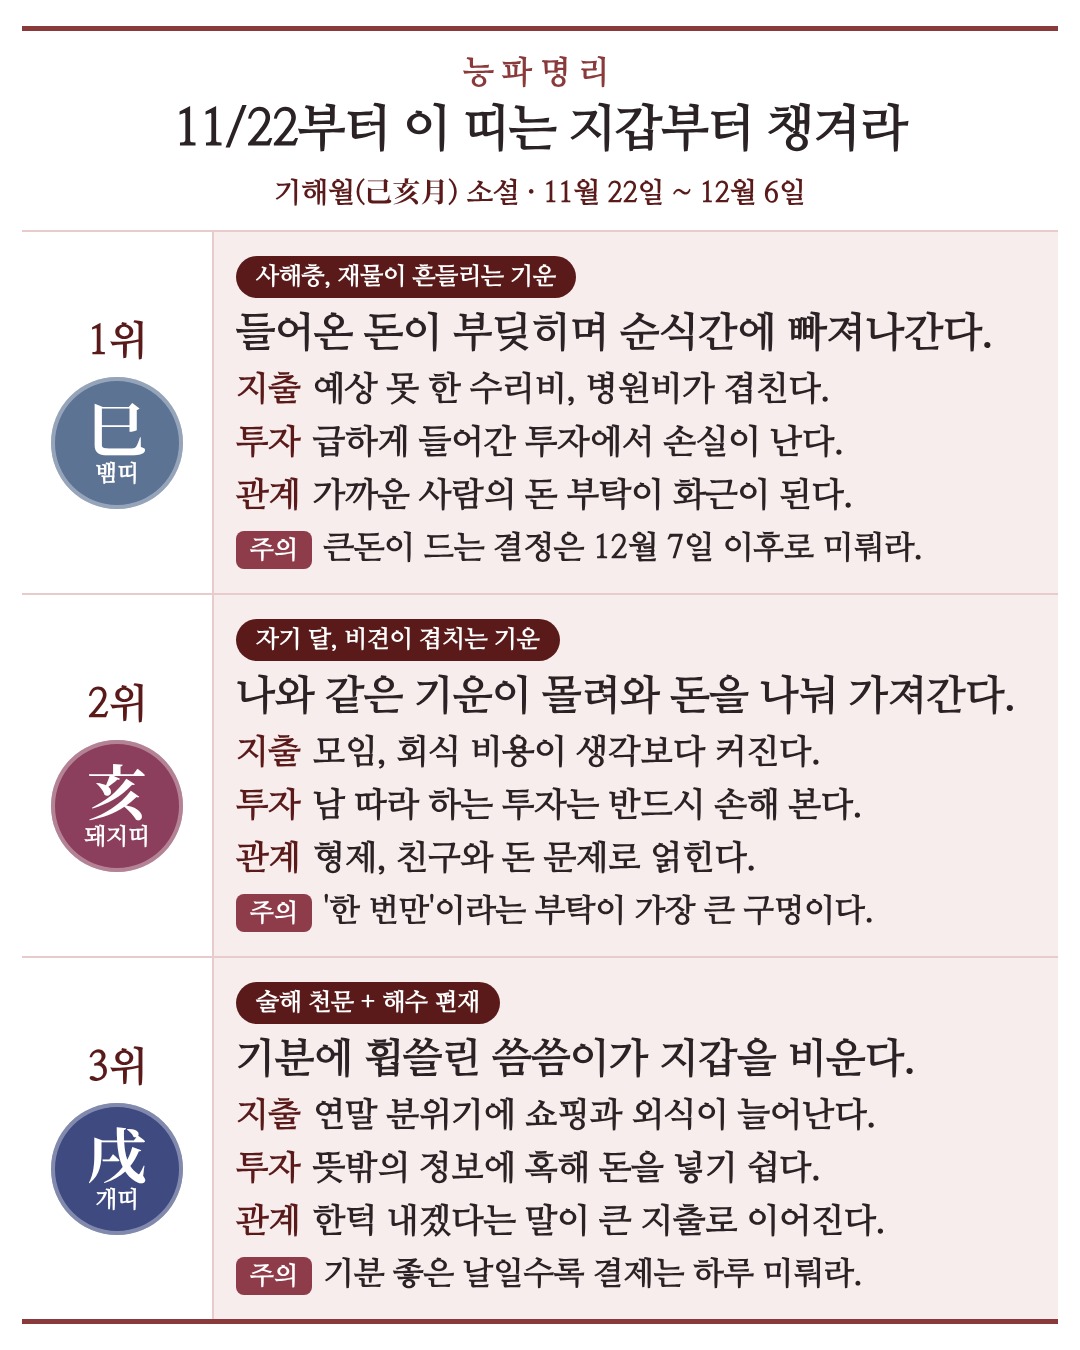 능파명리
11/22부터 이 띠는 지갑부터 챙겨라
기해월(己亥月) 소설 · 11월 22일 ~ 12월 6일
1위
巳
뱀띠
사해충, 재물이 흔들리는 기운
들어온 돈이 부딪히며 순식간에 빠져나간다.
지출 예상 못 한 수리비, 병원비가 겹친다.
투자 급하게 들어간 투자에서 손실이 난다.
관계 가까운 사람의 돈 부탁이 화근이 된다.
주의 큰돈이 드는 결정은 12월 7일 이후로 미뤄라.
2위
亥
돼지띠
자기 달, 비견이 겹치는 기운
나와 같은 기운이 몰려와 돈을 나눠 가져간다.
지출 모임, 회식 비용이 생각보다 커진다.
투자 남 따라 하는 투자는 반드시 손해 본다.
관계 형제, 친구와 돈 문제로 얽힌다.
주의 '한 번만'이라는 부탁이 가장 큰 구멍이다.
3위
戌
개띠
술해 천문 + 해수 편재
기분에 휩쓸린 씀씀이가 지갑을 비운다.
지출 연말 분위기에 쇼핑과 외식이 늘어난다.
투자 뜻밖의 정보에 혹해 돈을 넣기 쉽다.
관계 한턱 내겠다는 말이 큰 지출로 이어진다.
주의 기분 좋은 날일수록 결제는 하루 미뤄라.